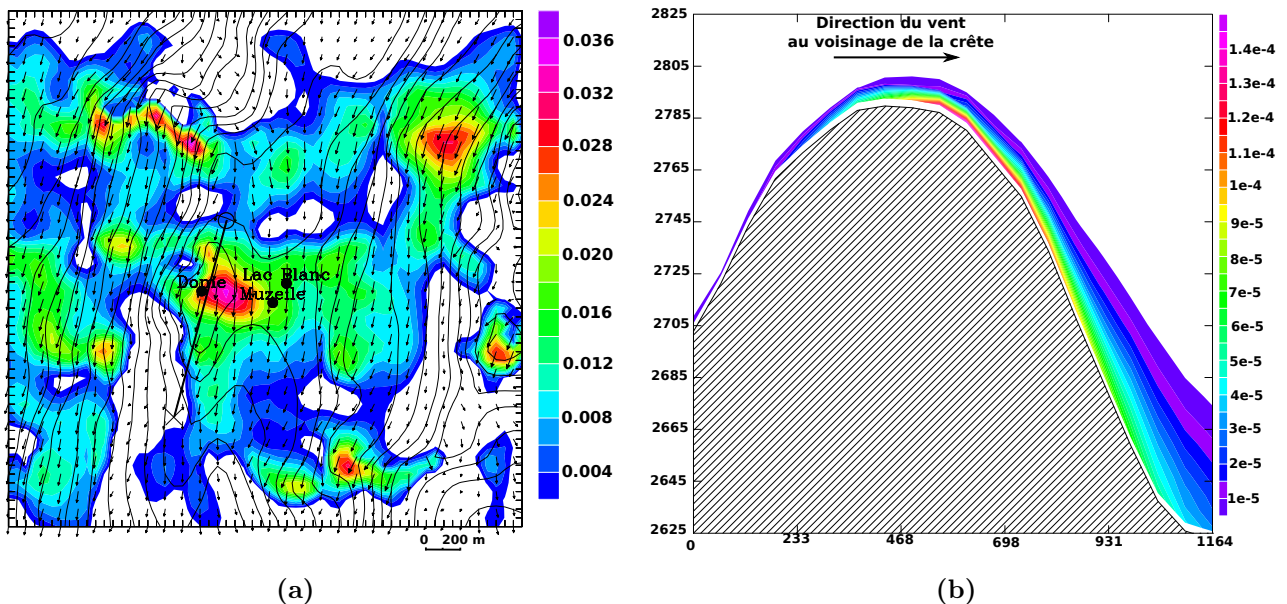 0.036
0.032
0.028
0.024
0.020
0.016
0.012
0.008
0.004
Dome
Lac Blanc
Muzelle
0 200 m
(a)
2825
2805
2785
2765
2745
2725
2705
2685
2665
2645
2625
0
233
468
698
931
1164
Direction du vent
au voisinage de la crête
1.4e-4
1.3e-4
1.2e-4
1.1e-4
1e-4
9e-5
8e-5
7e-5
6e-5
5e-5
4e-5
3e-5
2e-5
1e-5
(b)